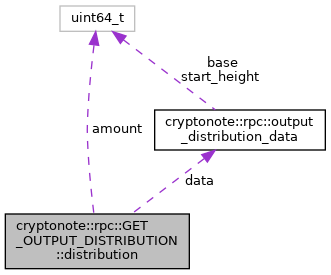 uint64_t
base
start_height
cryptonote::rpc::output
_distribution_data
amount
data
cryptonote::rpc::GET
_OUTPUT_DISTRIBUTION
::distribution